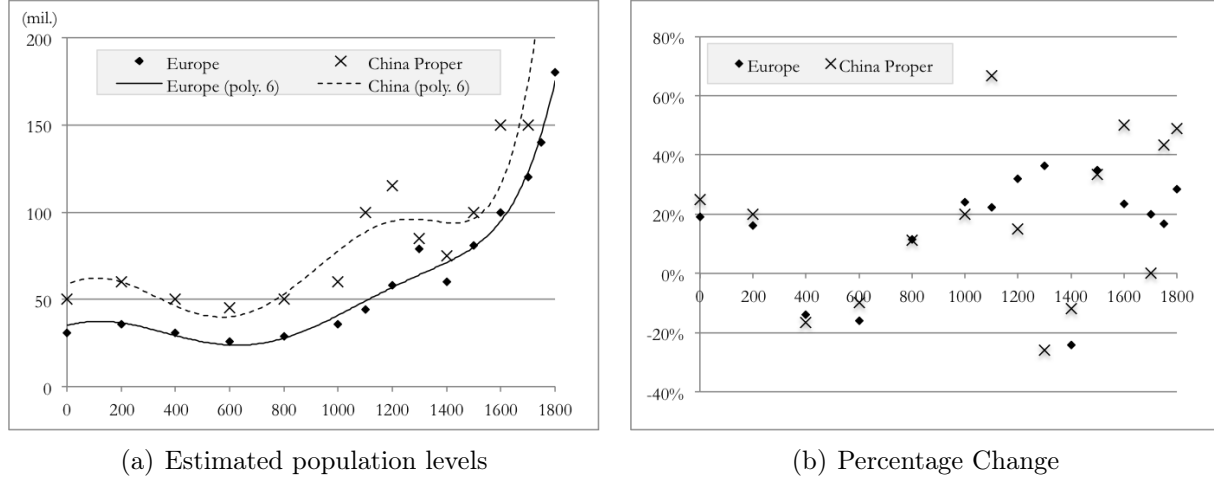 (mil.)
200
150
100
50
0
Europe China Proper
Europe (poly. 6) China (poly. 6)
0 200 400 600 800 1000 1200 1400 1600 1800
80%
60%
40%
20%
0%
-20%
-40%
Europe China Proper
0 200 400 600 800 1000 1200 1400 1600 1800
(a) Estimated population levels
(b) Percentage Change